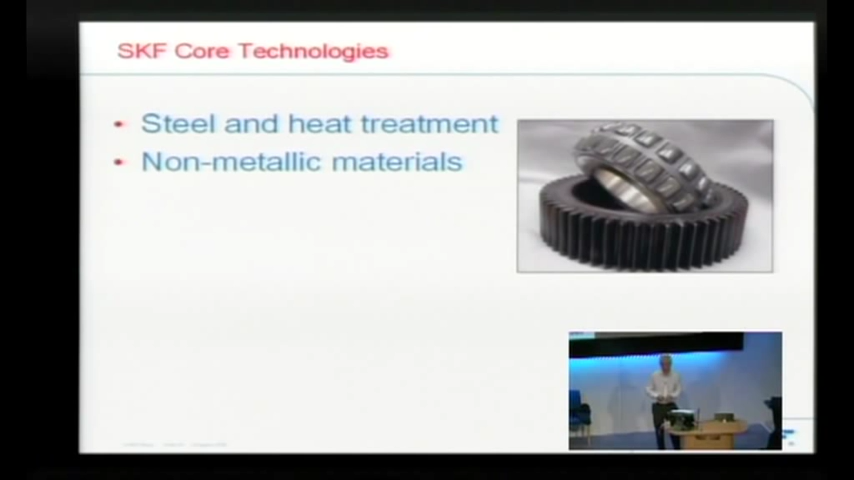 SKF Core Technologies
• Steel and heat treatment
• Non-metallic materials